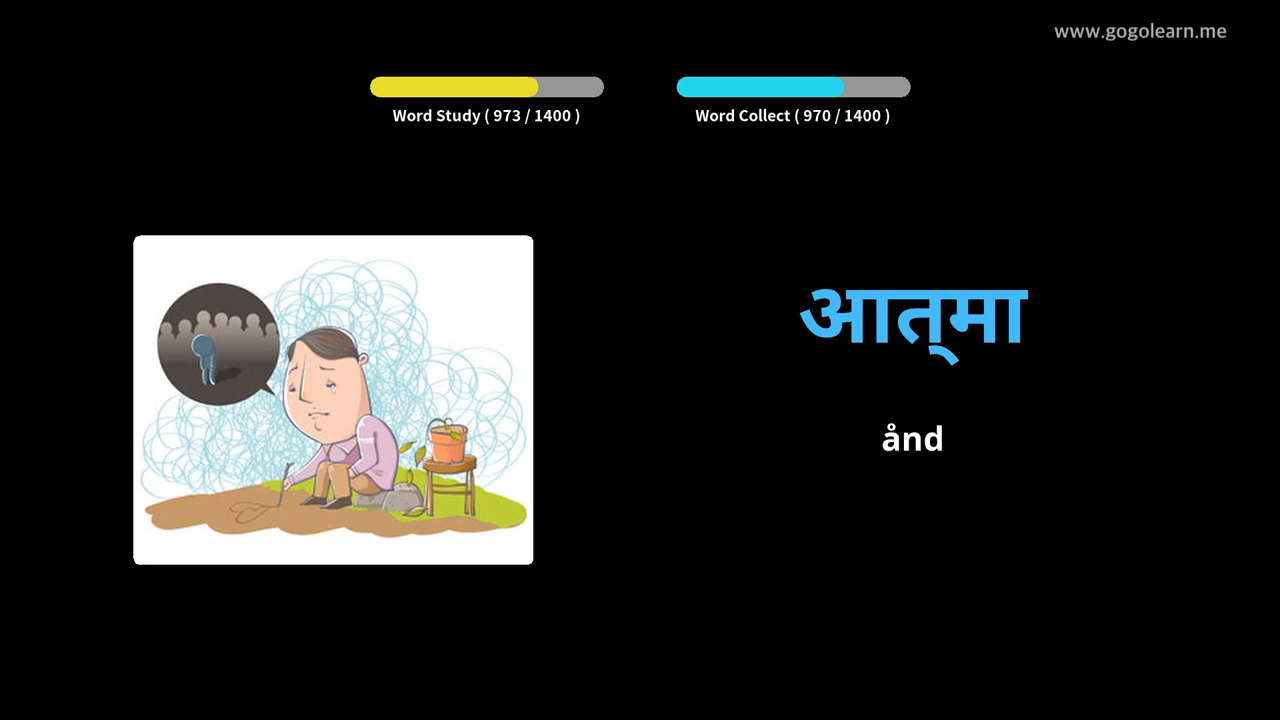 www.gogolearn.me
Word Study ( 973 / 1400 )
Word Collect ( 970 / 1400 )
आत्‌मा
ånd